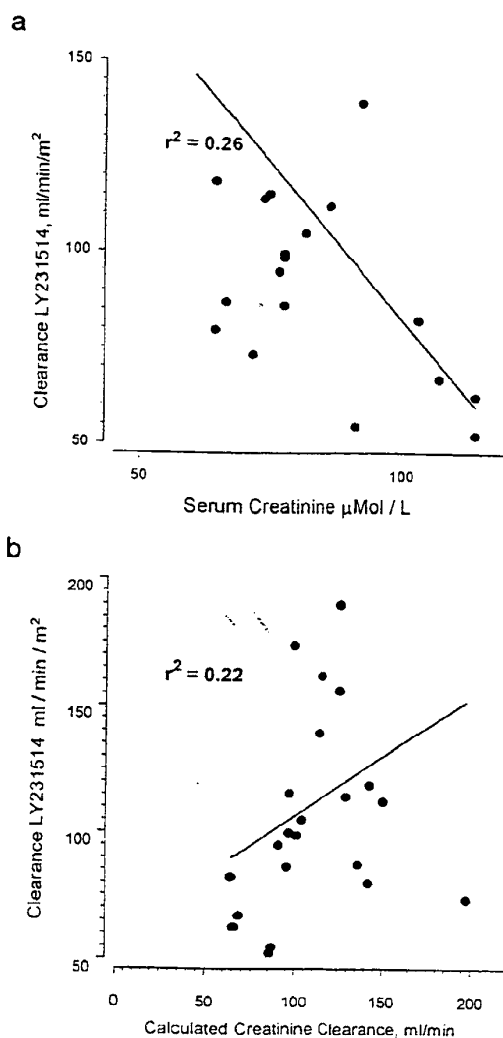 a
150
100
50
Clearance LY231514, ml/min/m²
r² = 0.26
50
100
Serum Creatinine µMol / L
b
200
150
100
50
Clearance LY231514 ml / min / m²
r² = 0.22
0
50
100
150
200
Calculated Creatinine Clearance, ml/min